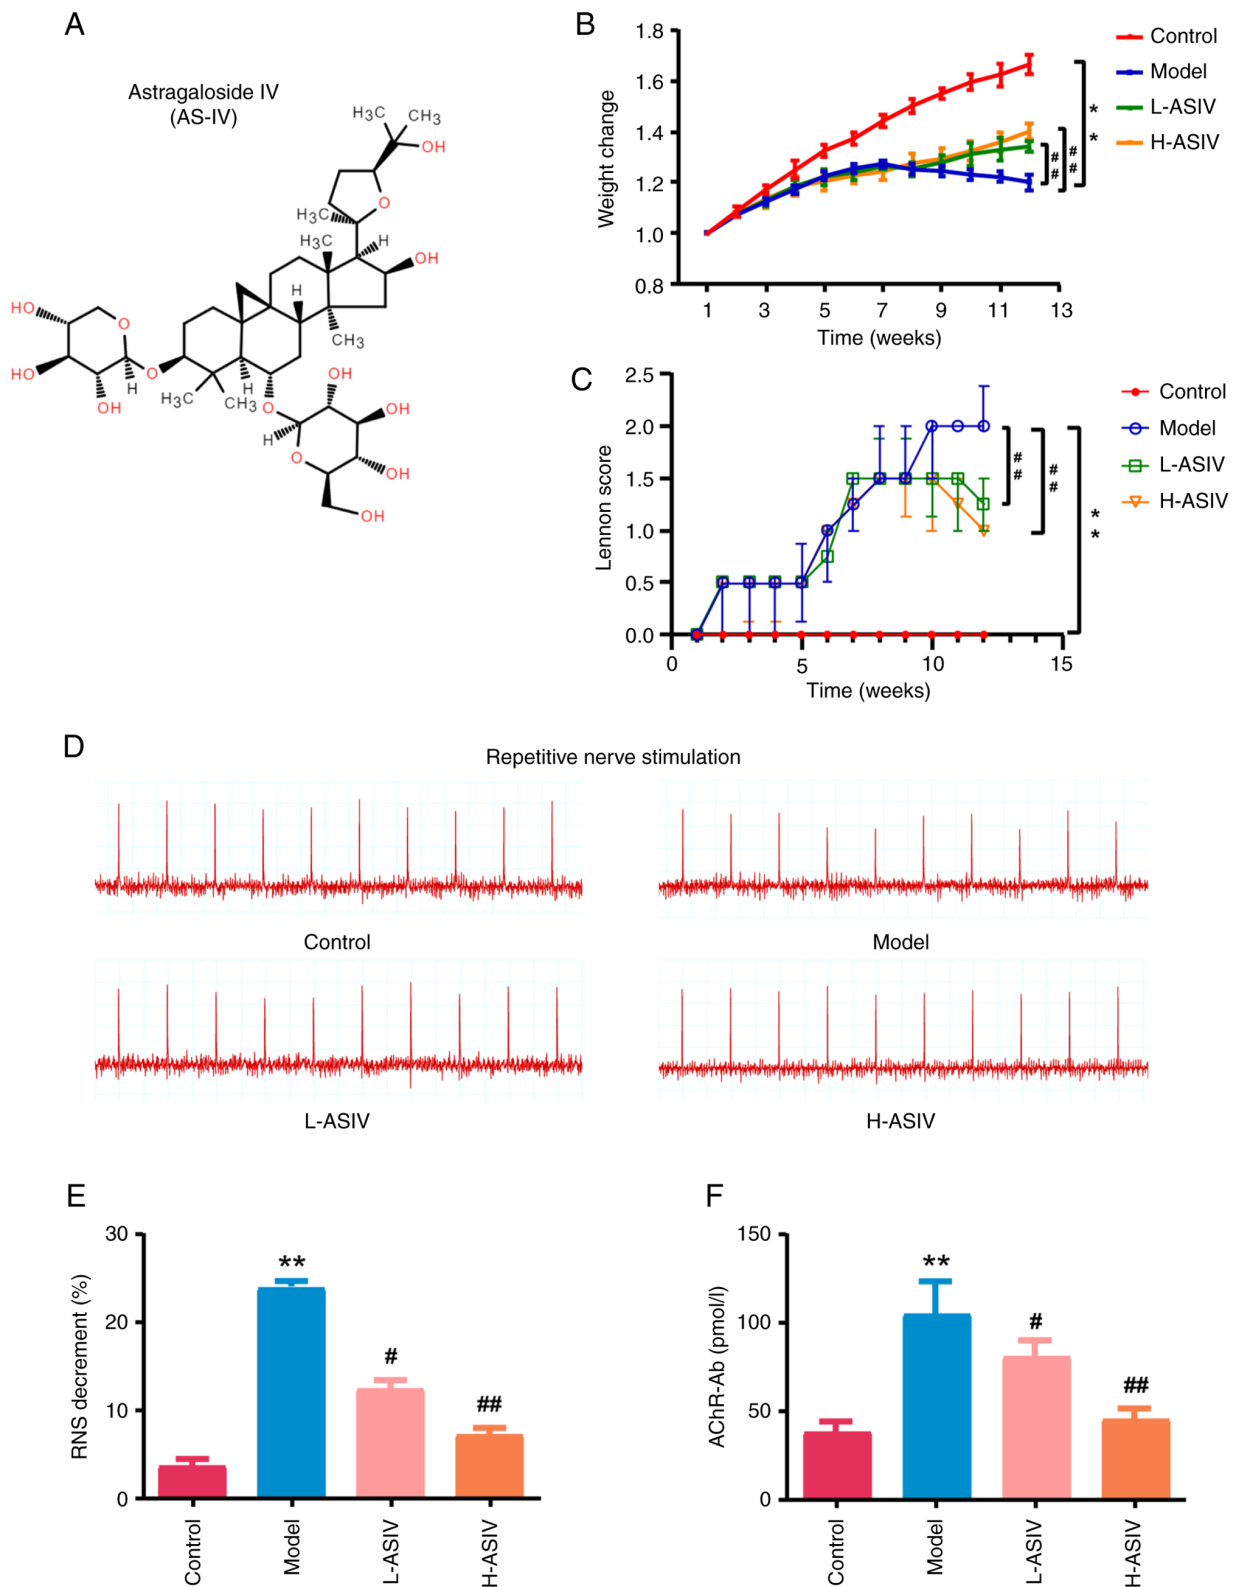 A
Astragaloside IV
(AS-IV)
H₃C
CH₃
OH
O
H₃C
H₃C
H
OH
H
CH₃
HO
O
HO
OH
H
O
H₃C
CH₃
H
O
OH
OH
H
O
OH
OH
B
Weight change
1.8
1.6
1.4
1.2
1.0
0.8
1 3 5 7 9 11 13
Time (weeks)
Control
Model
L-ASIV
H-ASIV
##
##
**
C
Lennon score
2.5
2.0
1.5
1.0
0.5
0.0
0 5 10 15
Time (weeks)
Control
Model
L-ASIV
H-ASIV
##
##
**
D
Repetitive nerve stimulation
Control
Model
L-ASIV
H-ASIV
E
RNS decrement (%)
30
20
10
0
**
#
##
Control
Model
L-ASIV
H-ASIV
F
AChR-Ab (pmol/l)
150
100
50
0
**
#
##
Control
Model
L-ASIV
H-ASIV